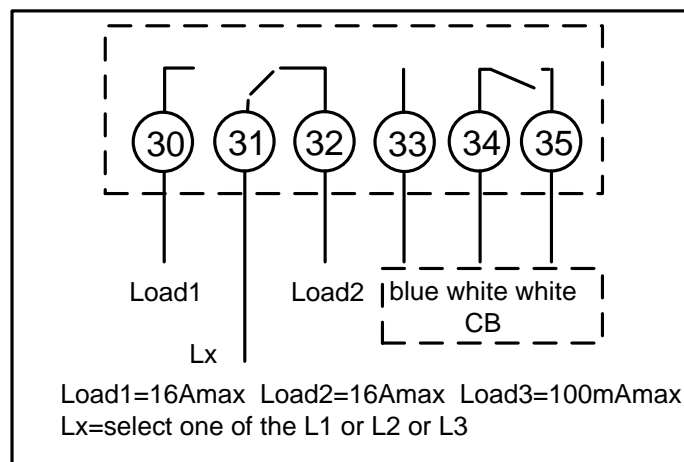 30 31 32 33 34 35
Load1 Load2 blue white white
CB
Lx
Load1=16Amax Load2=16Amax Load3=100mAmax
Lx=select one of the L1 or L2 or L3